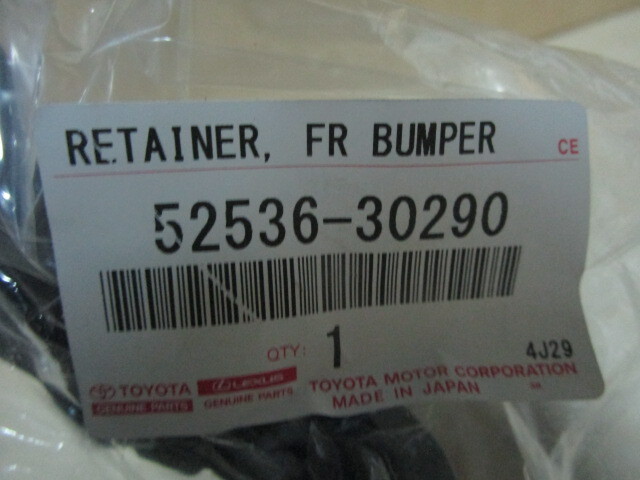 RETAINER, FR BUMPER CE
52536-30290
QTY: 1
4J29
TOYOTA LEXUS TOYOTA MOTOR CORPORATION
GENUINE PARTS GENUINE PARTS MADE IN JAPAN